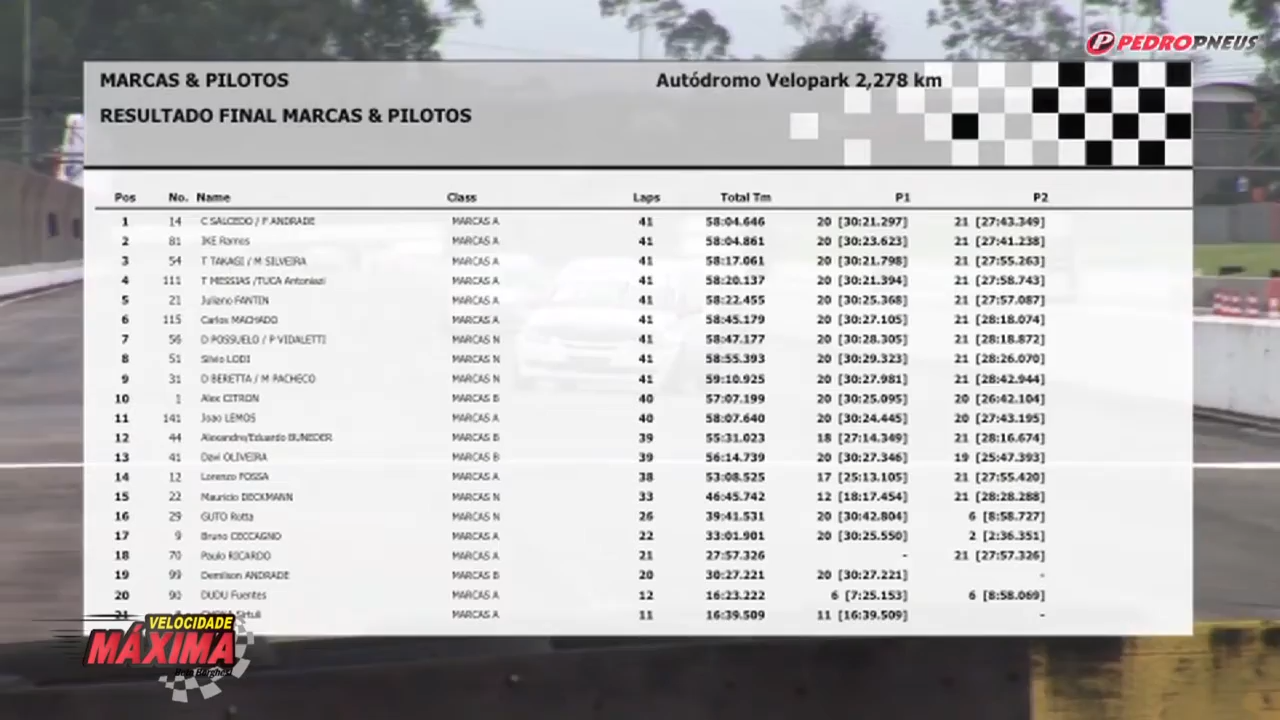 PEDROPNEUS
MARCAS & PILOTOS Autódromo Velopark 2,278 km
RESULTADO FINAL MARCAS & PILOTOS
Pos No. Name Class Laps Total Tm P1 P2
1 14 C SALCEDO / F ANDRADE MARCAS A 41 58:04.646 20 [30:21.297] 21 [27:43.349]
2 81 IKE Ramos MARCAS A 41 58:04.861 20 [30:23.623] 21 [27:41.238]
3 54 T TAKAGI / M SILVEIRA MARCAS A 41 58:17.061 20 [30:21.798] 21 [27:55.263]
4 111 T MESSIAS /TUCA Antoniazi MARCAS A 41 58:20.137 20 [30:21.394] 21 [27:58.743]
5 21 Juliano FANTIN MARCAS A 41 58:22.455 20 [30:25.368] 21 [27:57.087]
6 115 Carlos MACHADO MARCAS A 41 58:45.179 20 [30:27.105] 21 [28:18.074]
7 56 D POSSUELO / P VIDALETTI MARCAS N 41 58:47.177 20 [30:28.305] 21 [28:18.872]
8 51 Silvio LODI MARCAS N 41 58:55.393 20 [30:29.323] 21 [28:26.070]
9 31 D BERETTA / M PACHECO MARCAS N 41 59:10.925 20 [30:27.981] 21 [28:42.944]
10 1 Alex CITRON MARCAS B 40 57:07.199 20 [30:25.095] 20 [26:42.104]
11 141 Joao LEMOS MARCAS A 40 58:07.640 20 [30:24.445] 20 [27:43.195]
12 44 Alexandre/Eduardo BUNEDER MARCAS B 39 55:31.023 18 [27:14.349] 21 [28:16.674]
13 41 Davi OLIVEIRA MARCAS B 39 56:14.739 20 [30:27.346] 19 [25:47.393]
14 12 Lorenzo FOSSA MARCAS A 38 53:08.525 17 [25:13.105] 21 [27:55.420]
15 22 Mauricio DECKMANN MARCAS N 33 46:45.742 12 [18:17.454] 21 [28:28.288]
16 29 GUTO Rotta MARCAS N 26 39:41.531 20 [30:42.804] 6 [8:58.727]
17 9 Bruno CECCAGNO MARCAS A 22 33:01.901 20 [30:25.550] 2 [2:36.351]
18 70 Paulo RICARDO MARCAS A 21 27:57.326 - 21 [27:57.326]
19 99 Demilson ANDRADE MARCAS B 20 30:27.221 20 [30:27.221] -
20 90 DUDU Fuentes MARCAS A 12 16:23.222 6 [7:25.153] 6 [8:58.069]
21 MARCAS A 11 16:39.509 11 [16:39.509] -
VELOCIDADE
MÁXIMA